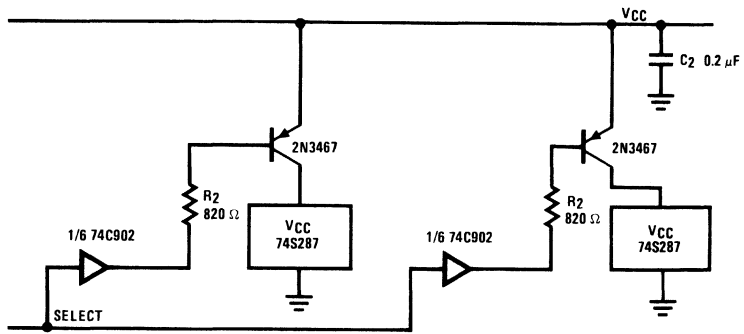 VCC
C2 0.2 μF
2N3467
2N3467
R2
820 Ω
R2
820 Ω
VCC
74S287
VCC
74S287
1/6 74C902
1/6 74C902
SELECT